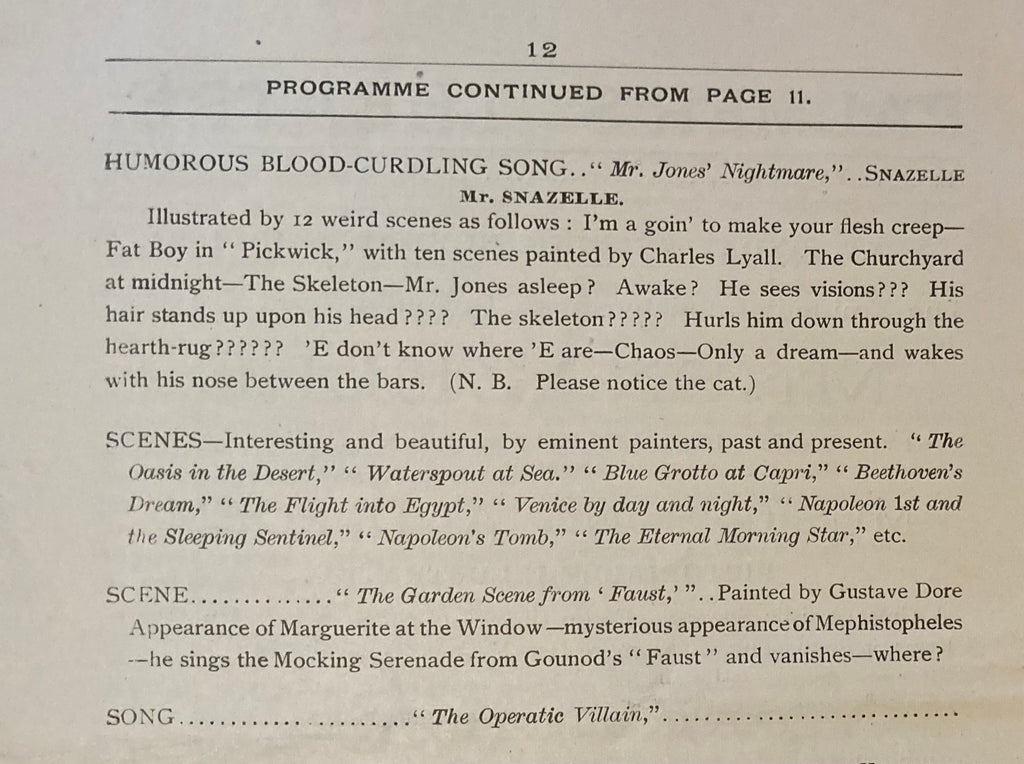 12
PROGRAMME CONTINUED FROM PAGE 11.
HUMOROUS BLOOD-CURDLING SONG.." Mr. Jones' Nightmare,"..SNAZELLE
Mr. SNAZELLE.
Illustrated by 12 weird scenes as follows : I'm a goin' to make your flesh creep—
Fat Boy in " Pickwick," with ten scenes painted by Charles Lyall. The Churchyard
at midnight—The Skeleton—Mr. Jones asleep? Awake? He sees visions??? His
hair stands up upon his head ???? The skeleton????? Hurls him down through the
hearth-rug?????? 'E don't know where 'E are—Chaos—Only a dream—and wakes
with his nose between the bars. (N. B. Please notice the cat.)
SCENES—Interesting and beautiful, by eminent painters, past and present. " The
Oasis in the Desert," " Waterspout at Sea." " Blue Grotto at Capri," " Beethoven's
Dream," " The Flight into Egypt," " Venice by day and night," " Napoleon 1st and
the Sleeping Sentinel," " Napoleon's Tomb," " The Eternal Morning Star," etc.
SCENE.............." The Garden Scene from ' Faust,' "..Painted by Gustave Dore
Appearance of Marguerite at the Window—mysterious appearance of Mephistopheles
—he sings the Mocking Serenade from Gounod's "Faust" and vanishes—where?
SONG......................" The Operatic Villain,"............................